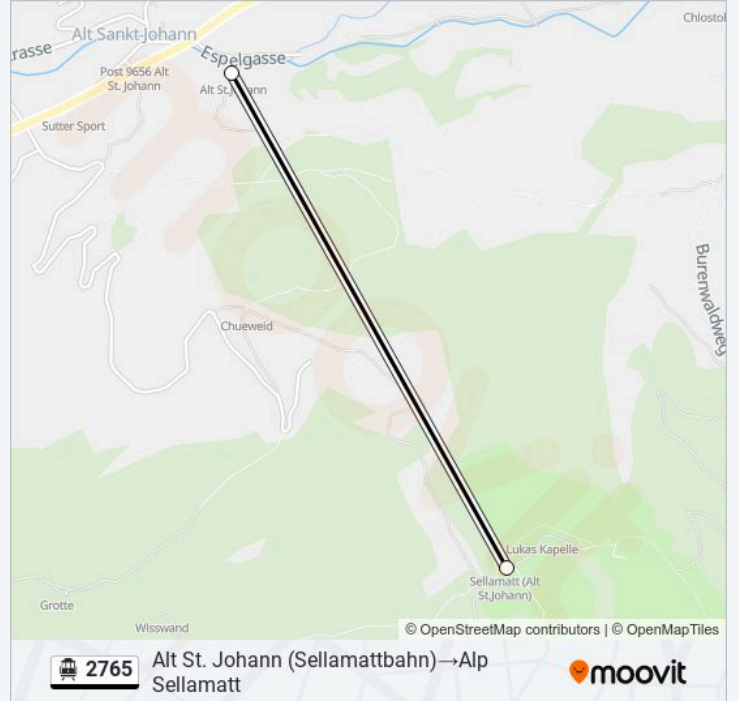 Chlostol
Alt Sankt-Johann
rasse
Espelgasse
Post 9656 Alt
St. Johann
Alt St.Johann
Sutter Sport
Burenwaldweg
Chueweid
Lukas Kapelle
Sellamatt (Alt
St.Johann)
Grotte
Wisswand
© OpenStreetMap contributors | © OpenMapTiles
2765
Alt St. Johann (Sellamattbahn)→Alp
Sellamatt
moovit